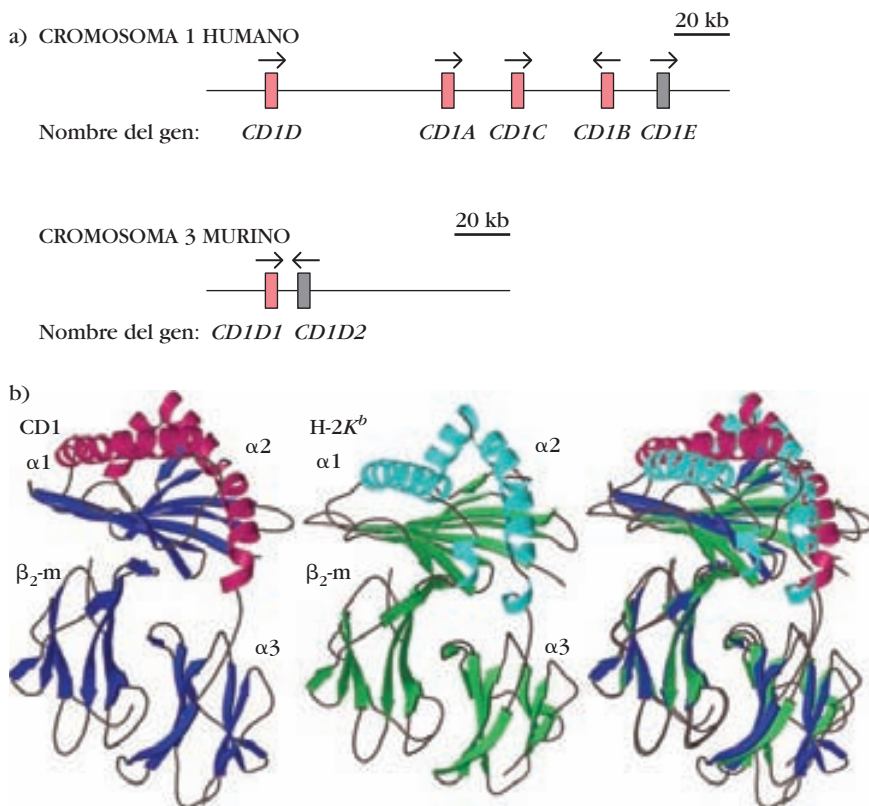 a) CROMOSOMA 1 HUMANO
20 kb
Nombre del gen: CD1D CD1A CD1C CD1B CD1E
CROMOSOMA 3 MURINO
20 kb
Nombre del gen: CD1D1 CD1D2
b)
CD1
α1
α2
β2-m
α3
H-2Kb
α1
α2
β2-m
α3